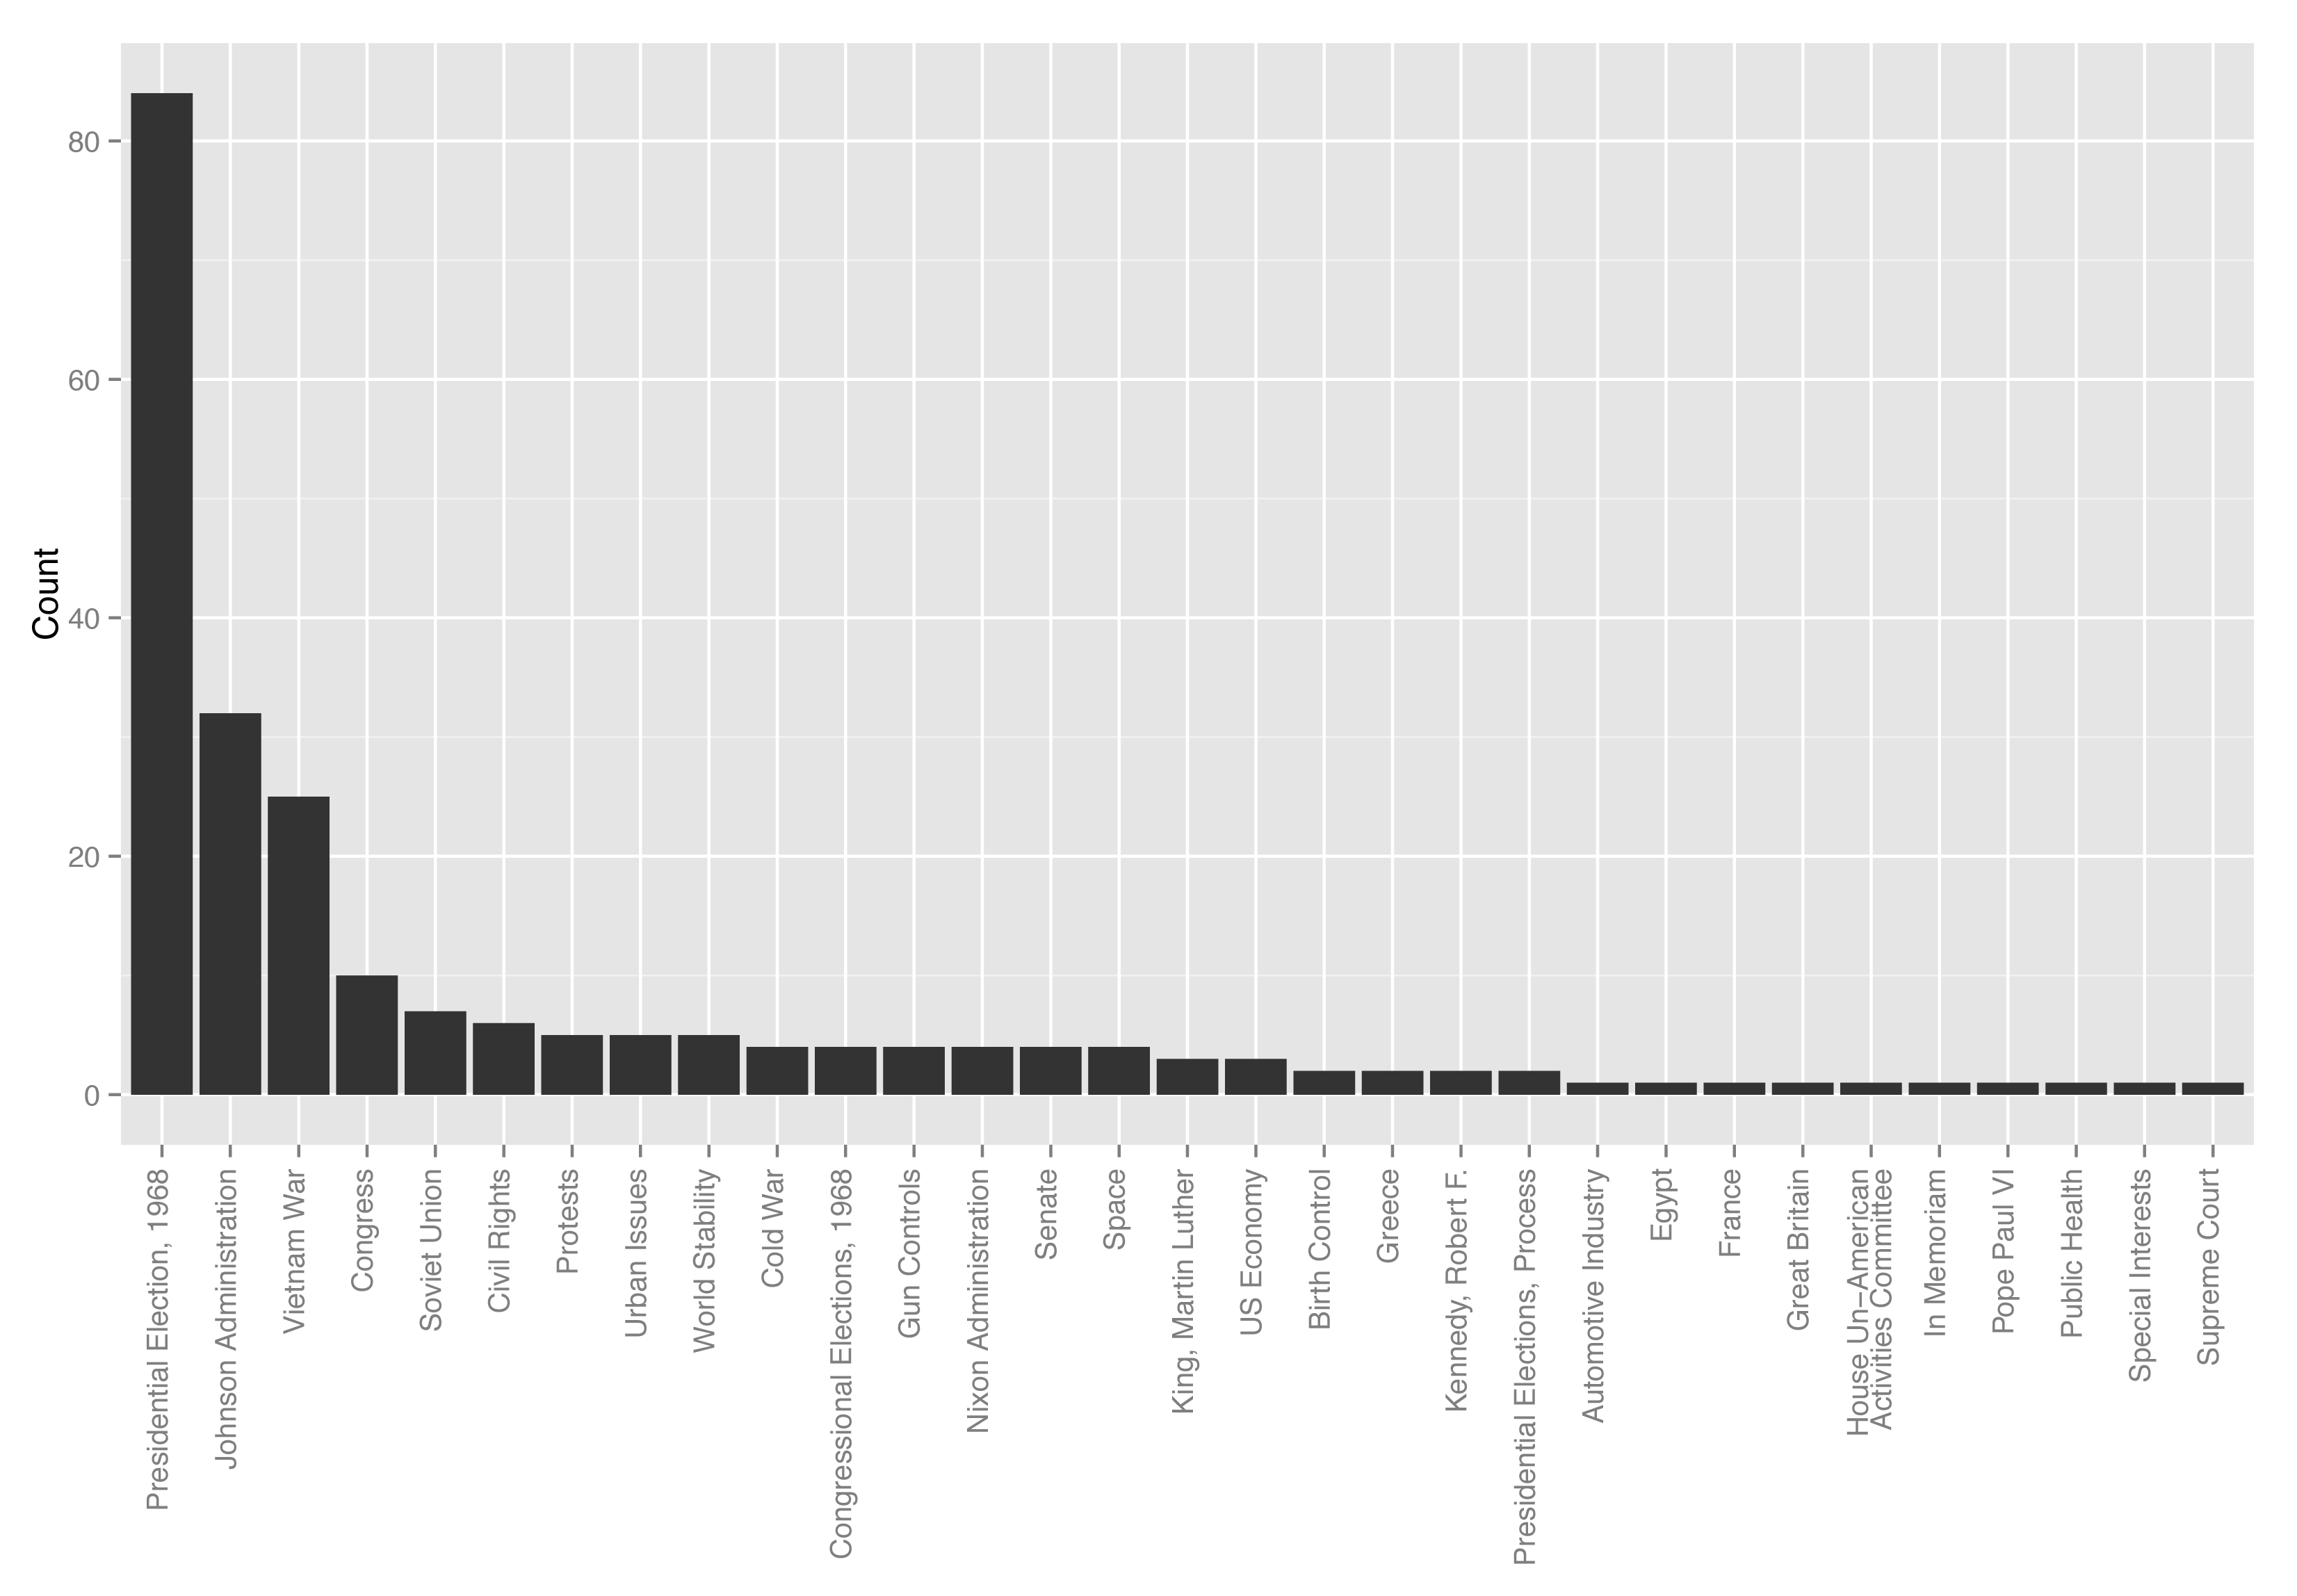 Count
80
60
40
20
0
Presidential Election, 1968
Johnson Administration
Vietnam War
Congress
Soviet Union
Civil Rights
Protests
Urban Issues
World Stability
Cold War
Congressional Elections, 1968
Gun Controls
Nixon Administration
Senate
Space
King, Martin Luther
US Economy
Birth Control
Greece
Kennedy, Robert F.
Presidential Elections, Process
Automotive Industry
Egypt
France
Great Britain
House Un−American
Activities Committee
In Memoriam
Pope Paul VI
Public Health
Special Interests
Supreme Court